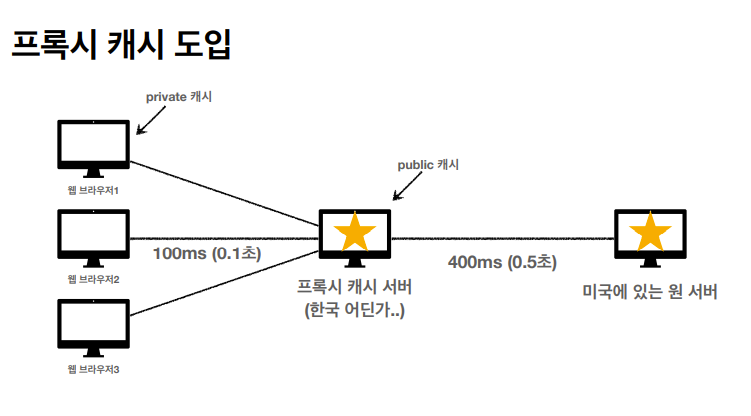 프록시 캐시 도입
private 캐시
public 캐시
웹 브라우저1
웹 브라우저2
웹 브라우저3
100ms (0.1초)
400ms (0.5초)
프록시 캐시 서버
(한국 어딘가..)
미국에 있는 원 서버